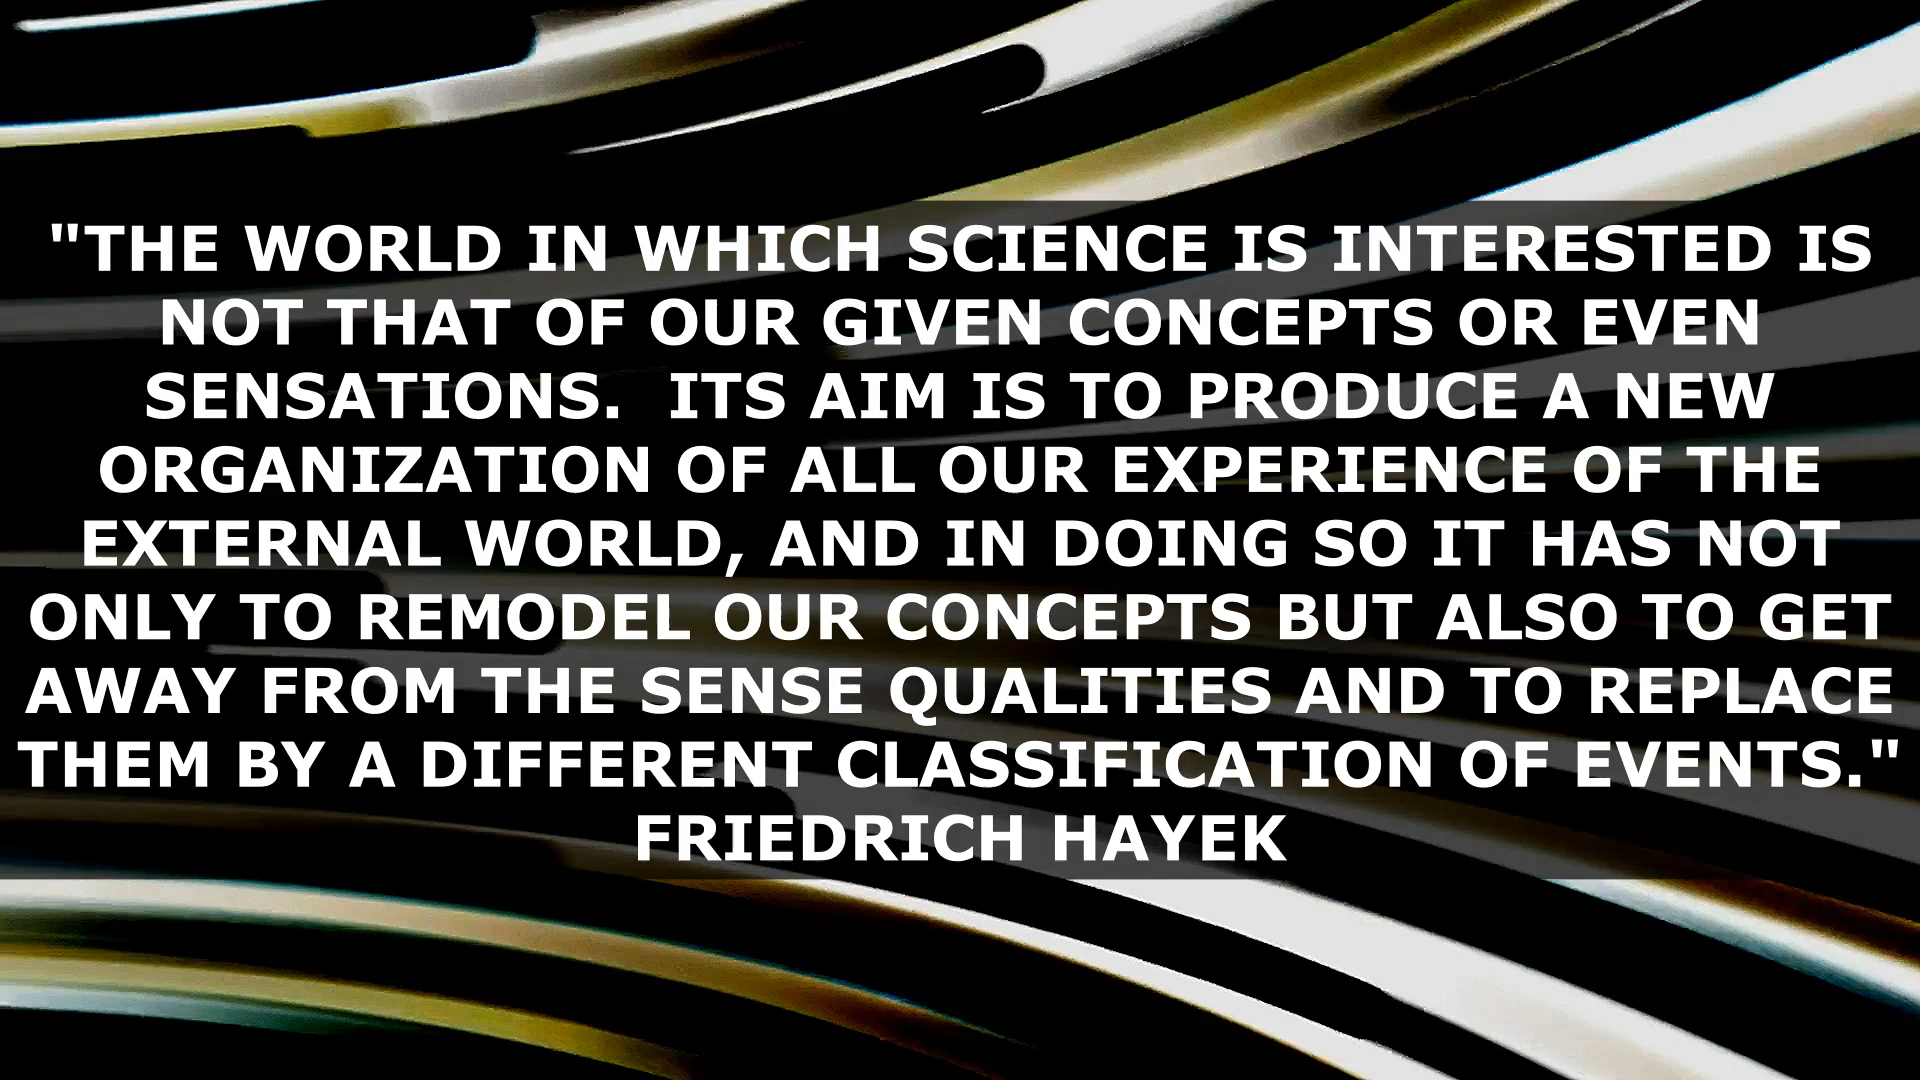 "THE WORLD IN WHICH SCIENCE IS INTERESTED IS
NOT THAT OF OUR GIVEN CONCEPTS OR EVEN
SENSATIONS.  ITS AIM IS TO PRODUCE A NEW
ORGANIZATION OF ALL OUR EXPERIENCE OF THE
EXTERNAL WORLD, AND IN DOING SO IT HAS NOT
ONLY TO REMODEL OUR CONCEPTS BUT ALSO TO GET
AWAY FROM THE SENSE QUALITIES AND TO REPLACE
THEM BY A DIFFERENT CLASSIFICATION OF EVENTS."
FRIEDRICH HAYEK